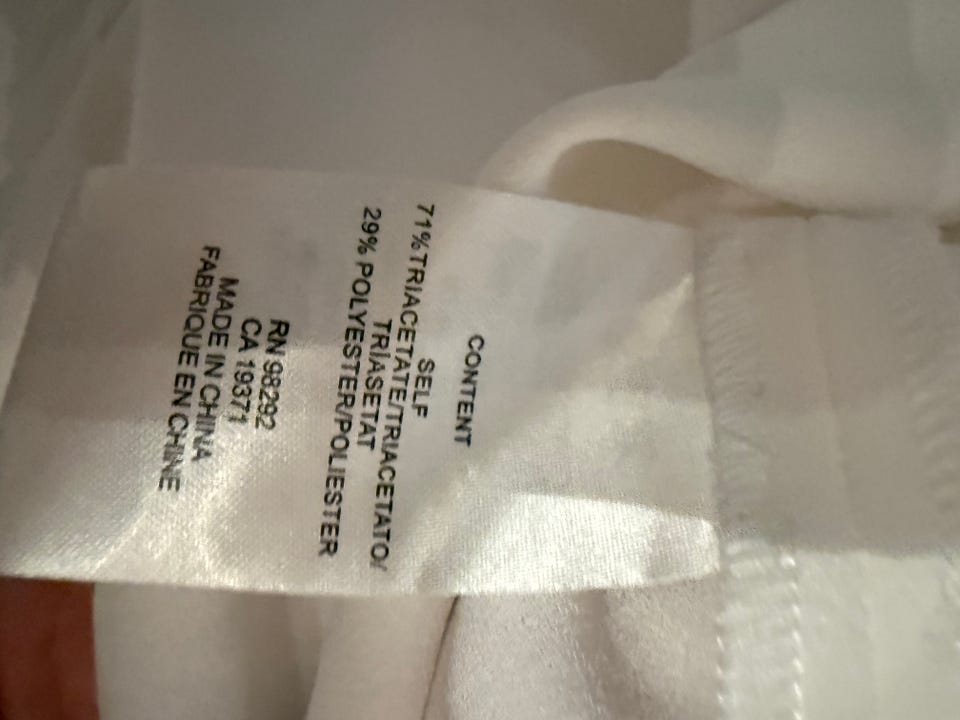 CONTENT
SELF
71%TRIACETATE/TRIACETATO/
TRIASETAT
29% POLYESTER/POLIESTER
RN 98292
CA 19371
MADE IN CHINA
FABRIQUE EN CHINE